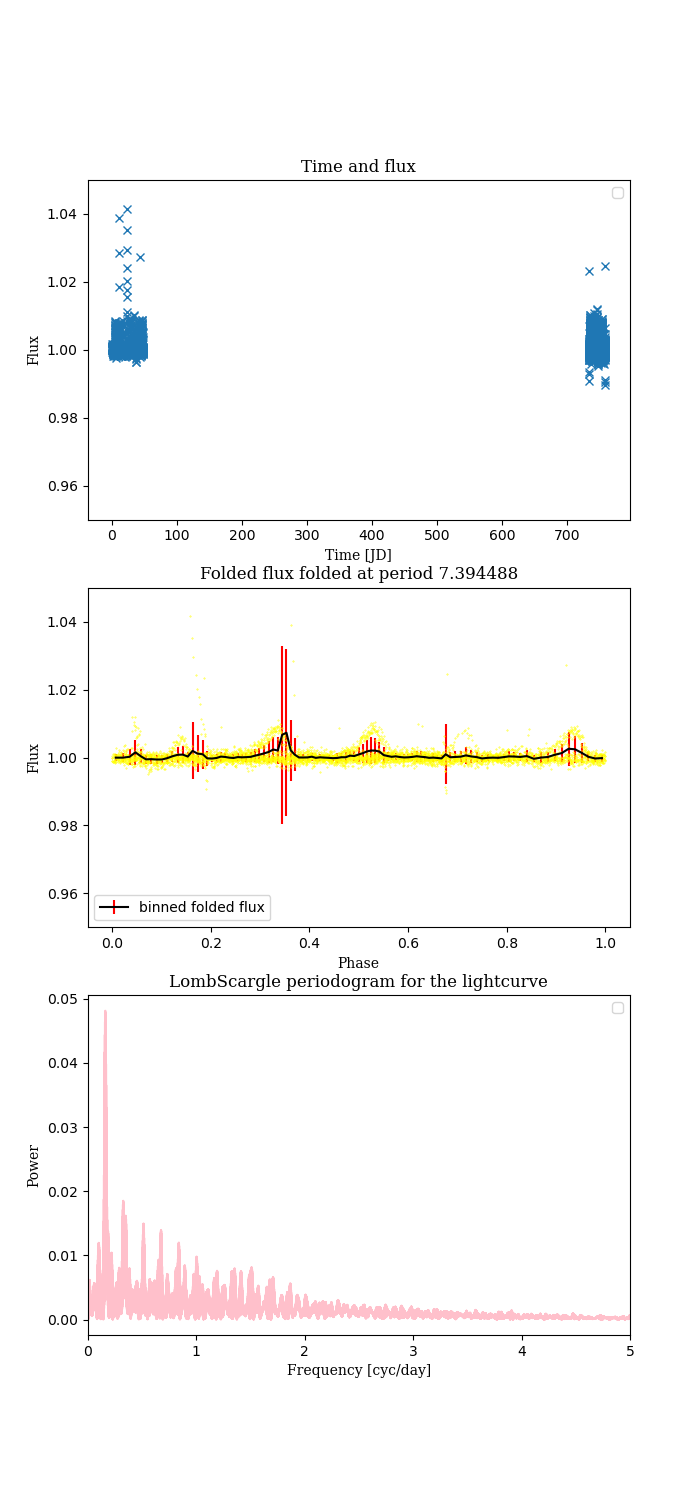 Time and flux
1.04
1.02
1.00
0.98
0.96
Flux
0 100 200 300 400 500 600 700
Time [JD]
Folded flux folded at period 7.394488
1.04
1.02
1.00
0.98
0.96
Flux
binned folded flux
0.0 0.2 0.4 0.6 0.8 1.0
Phase
LombScargle periodogram for the lightcurve
0.05
0.04
0.03
0.02
0.01
0.00
Power
0 1 2 3 4 5
Frequency [cyc/day]